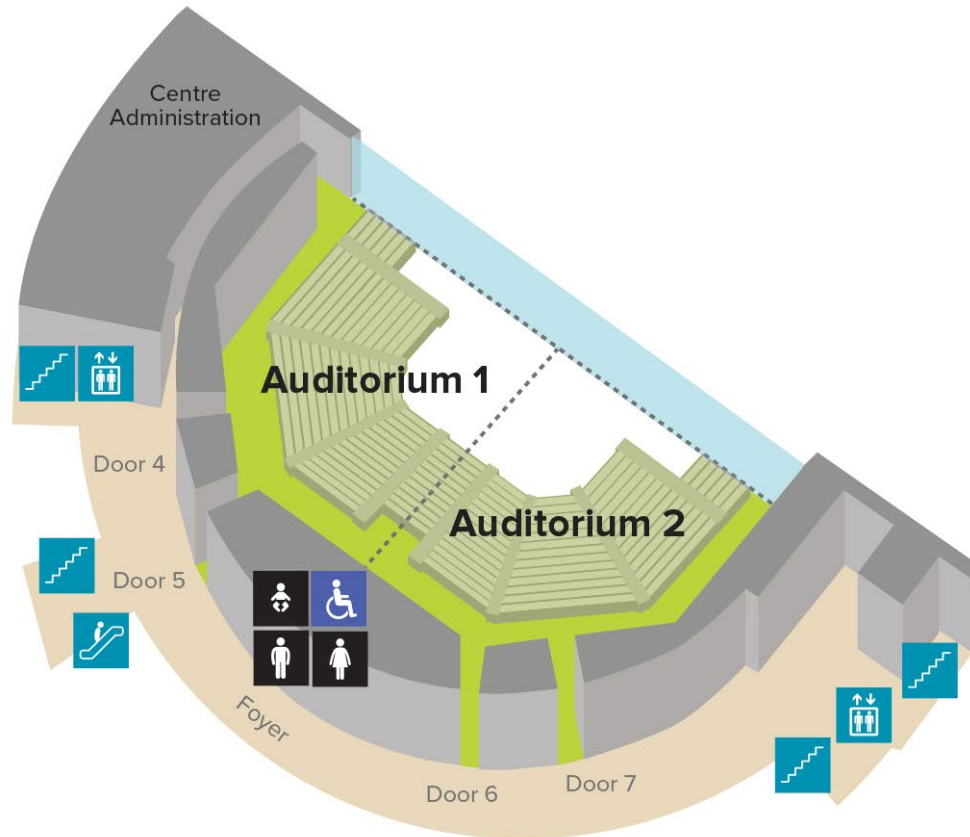 Centre
Administration
Auditorium 1
Door 4
Auditorium 2
Door 5
Foyer
Door 6
Door 7